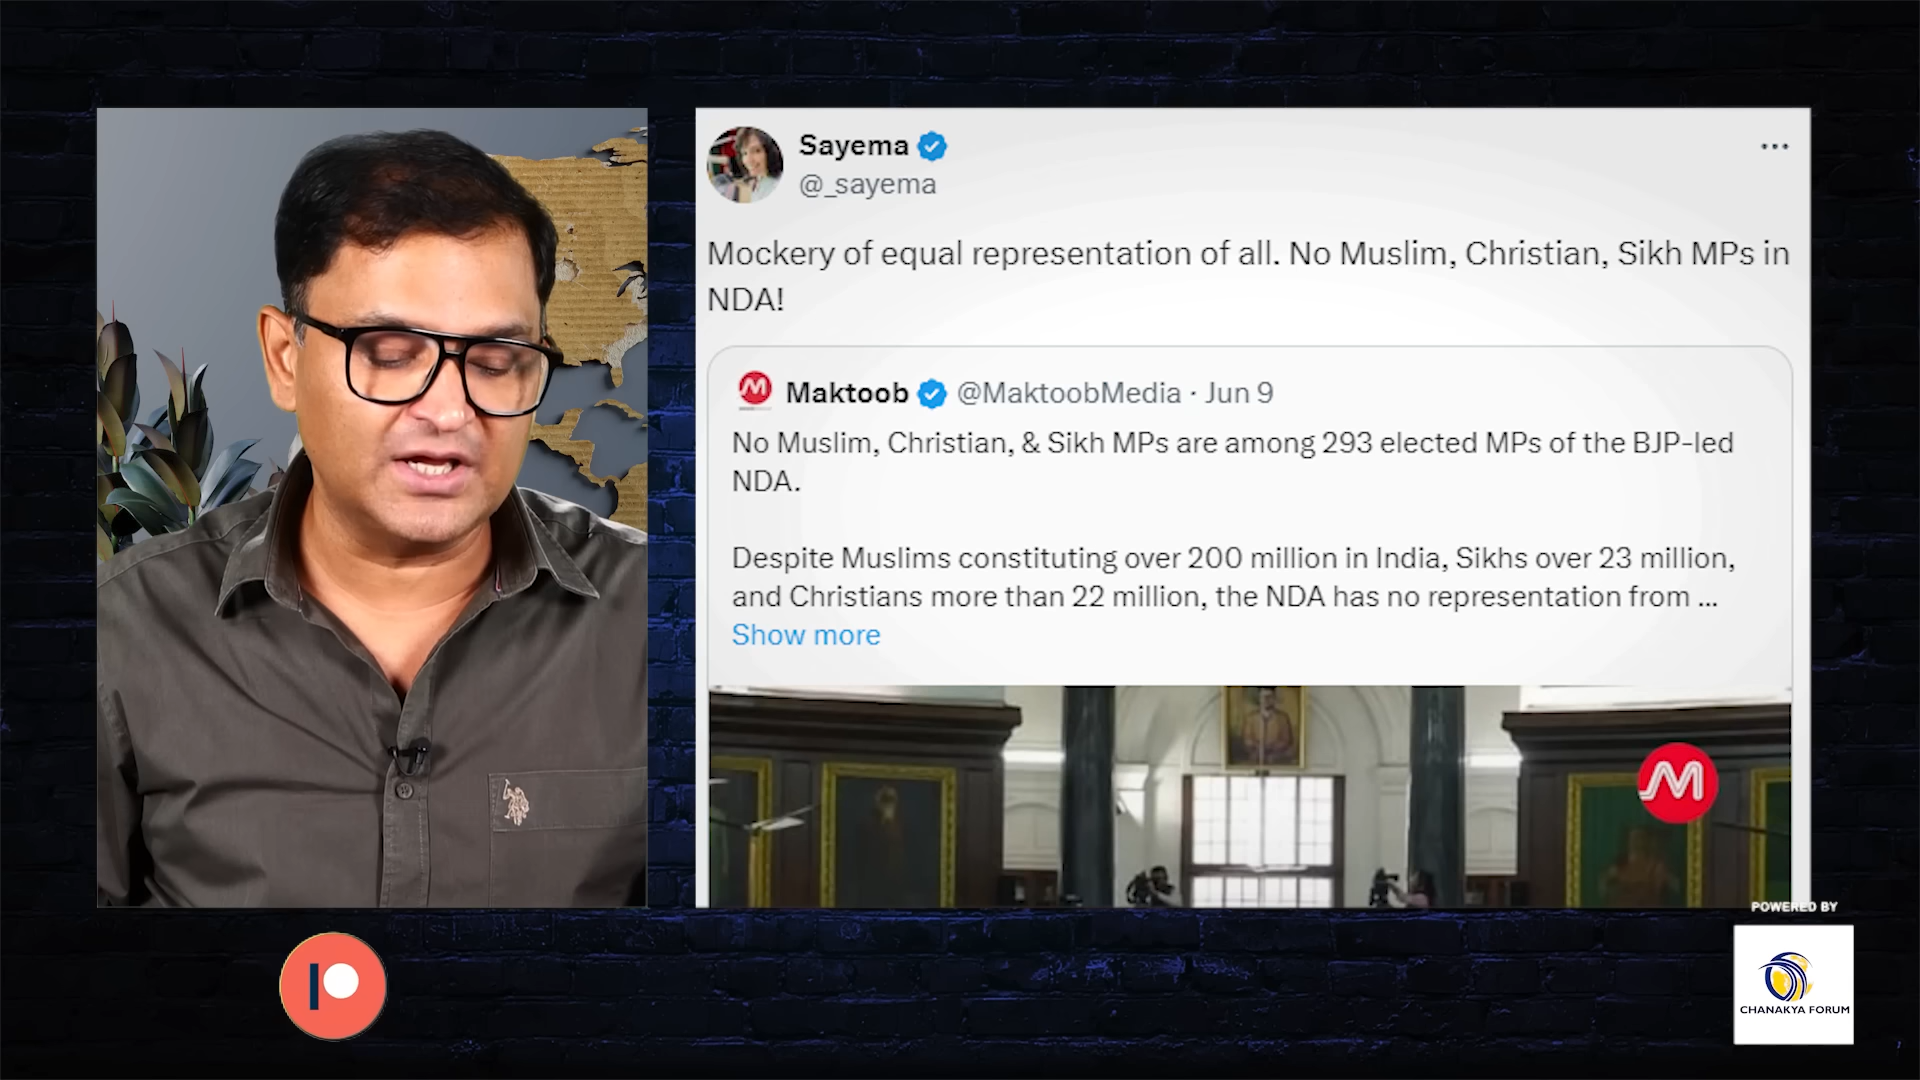 Sayema
@_sayema
Mockery of equal representation of all. No Muslim, Christian, Sikh MPs in
NDA!
Maktoob @MaktoobMedia · Jun 9
No Muslim, Christian, & Sikh MPs are among 293 elected MPs of the BJP-led
NDA.
Despite Muslims constituting over 200 million in India, Sikhs over 23 million,
and Christians more than 22 million, the NDA has no representation from ...
Show more
POWERED BY
CHANAKYA FORUM